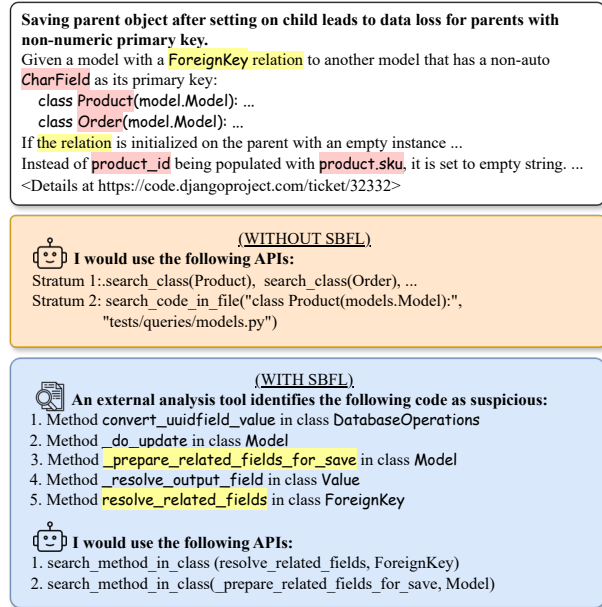 Saving parent object after setting on child leads to data loss for parents with
non-numeric primary key.
Given a model with a ForeignKey relation to another model that has a non-auto
CharField as its primary key:
class Product(model.Model): ...
class Order(model.Model): ...
If the relation is initialized on the parent with an empty instance ...
Instead of product_id being populated with product.sku, it is set to empty string. ...
<Details at https://code.djangoproject.com/ticket/32332>
(WITHOUT SBFL)
I would use the following APIs:
Stratum 1:.search_class(Product), search_class(Order), ...
Stratum 2: search_code_in_file("class Product(models.Model):",
"tests/queries/models.py")
(WITH SBFL)
An external analysis tool identifies the following code as suspicious:
1. Method convert_uuidfield_value in class DatabaseOperations
2. Method _do_update in class Model
3. Method _prepare_related_fields_for_save in class Model
4. Method _resolve_output_field in class Value
5. Method resolve_related_fields in class ForeignKey
I would use the following APIs:
1. search_method_in_class (resolve_related_fields, ForeignKey)
2. search_method_in_class(_prepare_related_fields_for_save, Model)